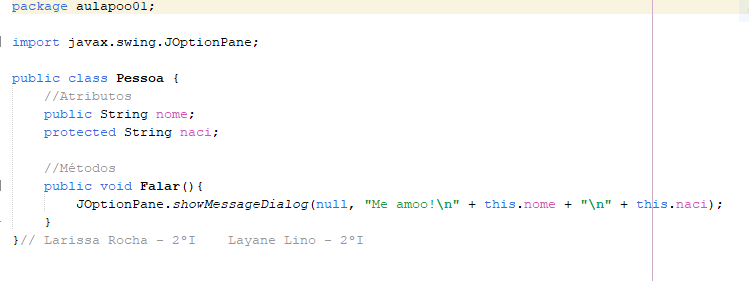 package aulapoo01;
import javax.swing.JOptionPane;
public class Pessoa {
//Atributos
public String nome;
protected String naci;
//Métodos
public void Falar(){
JOptionPane.showMessageDialog(null, "Me amoo!\n" + this.nome + "\n" + this.naci);
}
}// Larissa Rocha - 2°I    Layane Lino - 2°I